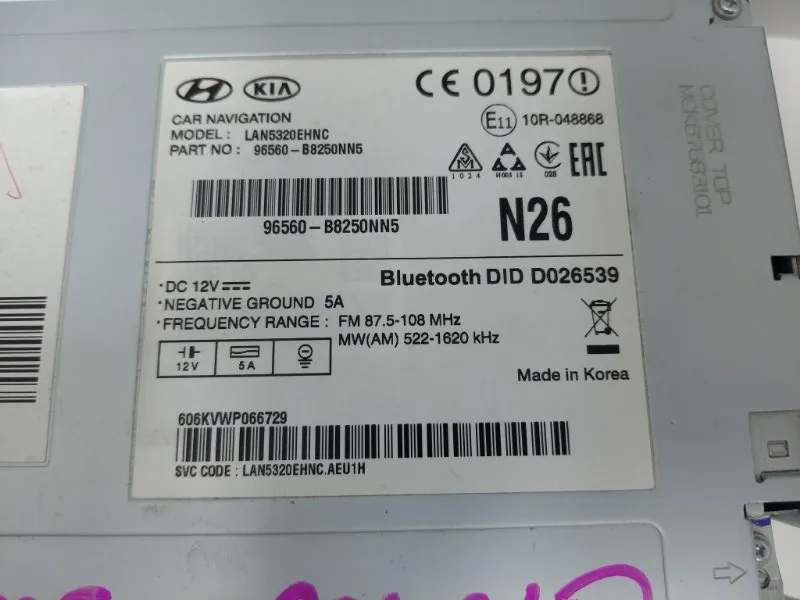 HYUNDAI KIA
CE 0197
CAR NAVIGATION
MODEL : LAN5320EHNC
PART NO : 96560-B8250NN5
E11 10R-048868
1024
028
EAC
96560-B8250NN5
N26
Bluetooth DID D026539
·DC 12V
·NEGATIVE GROUND 5A
·FREQUENCY RANGE : FM 87.5-108 MHz
MW(AM) 522-1620 kHz
12V 5A
Made in Korea
606KVWP066729
SVC CODE : LAN5320EHNC.AEU1H
COVER TOP